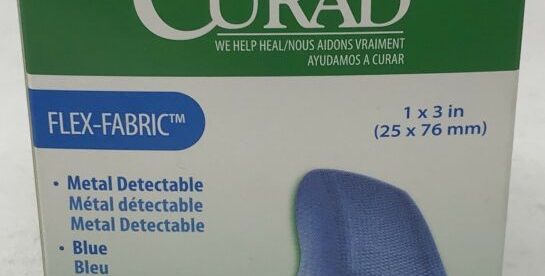 CURAD
WE HELP HEAL/NOUS AIDONS VRAIMENT
AYUDAMOS A CURAR
FLEX-FABRIC™
1 x 3 in
(25 x 76 mm)
• Metal Detectable
Métal détectable
Metal Detectable
• Blue
Bleu